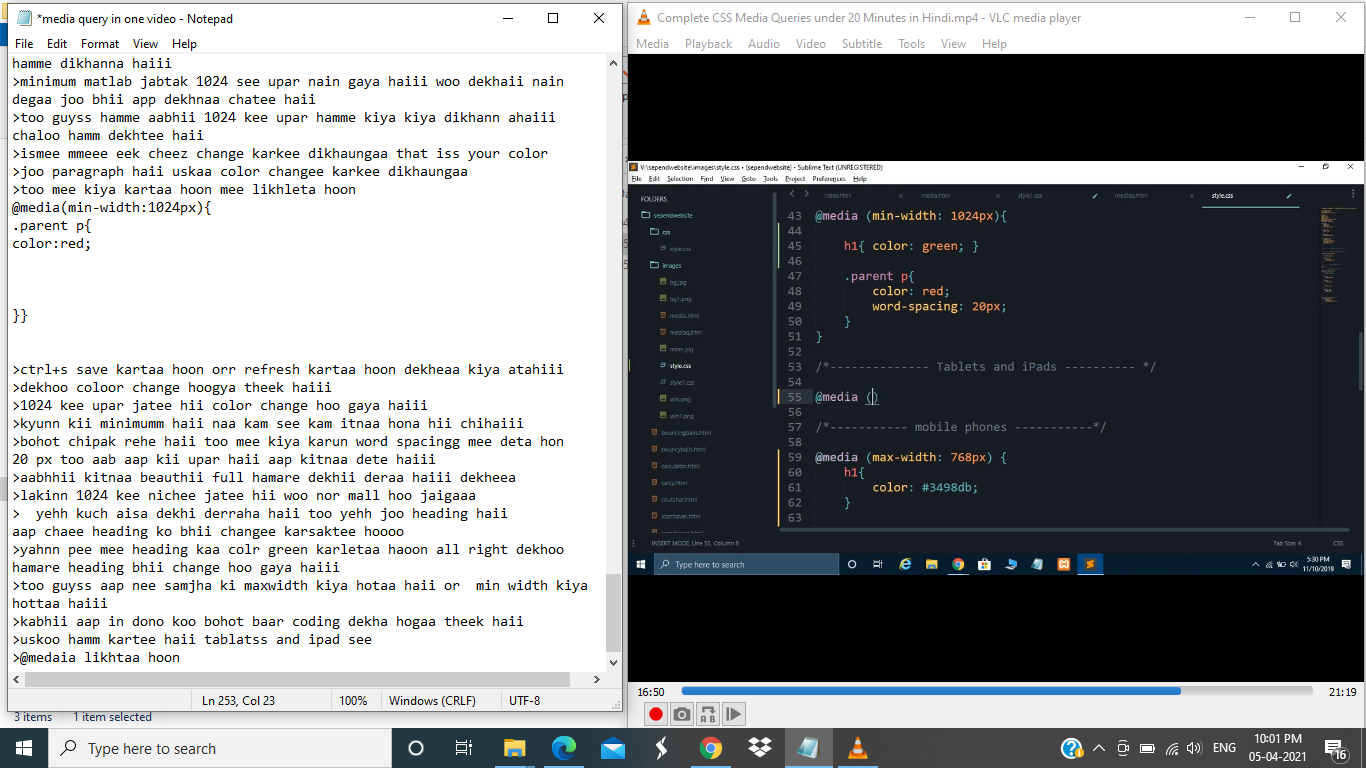 *media query in one video - Notepad
File Edit Format View Help
hamme dikhanna haiii
>minimum matlab jabtak 1024 see upar nain gaya haiii woo dekhaii nain
degaa joo bhii app dekhnaa chatee haii
>too guyss hamme aabhii 1024 kee upar hamme kiya kiya dikhann ahaiii
chaloo hamm dekhtee haii
>ismee mmeee eek cheez change karkee dikhaungaa that iss your color
>joo paragraph haii uskaa color changee karkee dikhaungaa
>too mee kiya kartaa hoon mee likhleta hoon
@media(min-width:1024px){
.parent p{
color:red;
}}
>ctrl+s save kartaa hoon orr refresh kartaa hoon dekheaa kiya atahiii
>dekhoo coloor change hoogya theek haiii
>1024 kee upar jatee hii color change hoo gaya haiii
>kyunn kii minimumm haii naa kam see kam itnaa hona hii chihaiii
>bohot chipak rehe haii too mee kiya karun word spacingg mee deta hon
20 px too aab aap kii upar haii aap kitnaa dete haiii
>aabhhii kitnaa beauthii full hamare dekhii deraa haiii dekheea
>lakinn 1024 kee nichee jatee hii woo nor mall hoo jaigaaa
>  yehh kuch aisa dekhi derraha haii too yehh joo heading haii
aap chaee heading ko bhii changee karsaktee hoooo
>yahnn pee mee heading kaa colr green karletaa haoon all right dekhoo
hamare heading bhii change hoo gaya haiii
>too guyss aap nee samjha ki maxwidth kiya hotaa haii or  min width kiya
hottaa haiii
>kabhii aap in dono koo bohot baar coding dekha hogaa theek haii
>uskoo hamm kartee haii tablatss and ipad see
>@medaia likhtaa hoon
Ln 253, Col 23 100% Windows (CRLF) UTF-8
3 items 1 item selected
Complete CSS Media Queries under 20 Minutes in Hindi.mp4 - VLC media player
Media Playback Audio Video Subtitle Tools View Help
V:\sependwebsite\images\style.css • (sependwebsite) - Sublime Text (UNREGISTERED)
File Edit Selection Find View Goto Tools Project Preferences Help
index.html media.html style1.css mediaq.html style.css
FOLDERS
sependwebsite
css
style.css
images
bg.jpg
bg1.png
media.html
mediaq.html
mom.jpg
style.css
style1.css
win.png
win1.png
bouncingballs.html
bouncyballs.html
calculator.html
calcy.html
coutchar.html
iconhover.html
43 @media (min-width: 1024px){
44
45 h1{ color: green; }
46
47 .parent p{
48 color: red;
49 word-spacing: 20px;
50 }
51 }
52
53 /*-------------- Tablets and iPads ---------- */
54
55 @media ()
56
57 /*----------- mobile phones -----------*/
58
59 @media (max-width: 768px) {
60 h1{
61 color: #3498db;
62 }
63
INSERT MODE, Line 55, Column 9 Tab Size: 4 CSS
Type here to search 5:30 PM
11/10/2019
16:50 21:19
Type here to search ENG 10:01 PM
05-04-2021 16